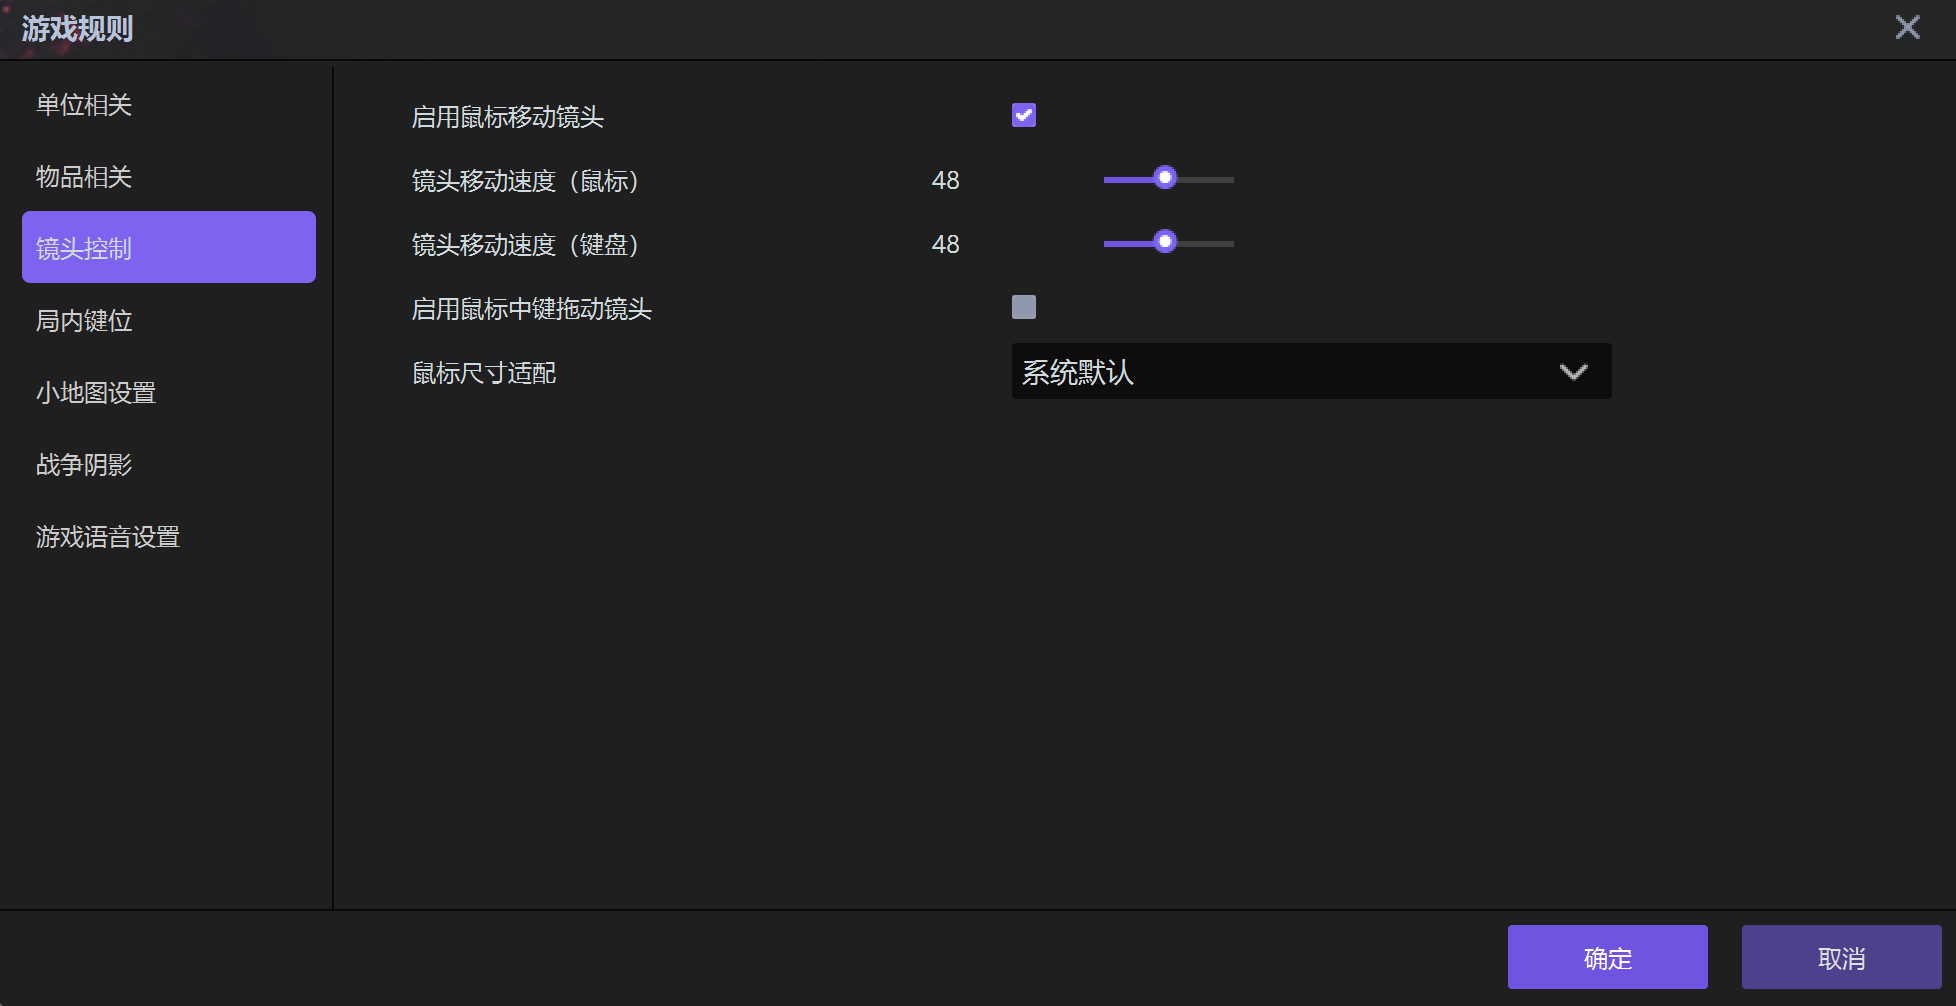 游戏规则
单位相关
物品相关
镜头控制
局内键位
小地图设置
战争阴影
游戏语音设置
启用鼠标移动镜头
镜头移动速度（鼠标） 48
镜头移动速度（键盘） 48
启用鼠标中键拖动镜头
鼠标尺寸适配 系统默认
确定 取消